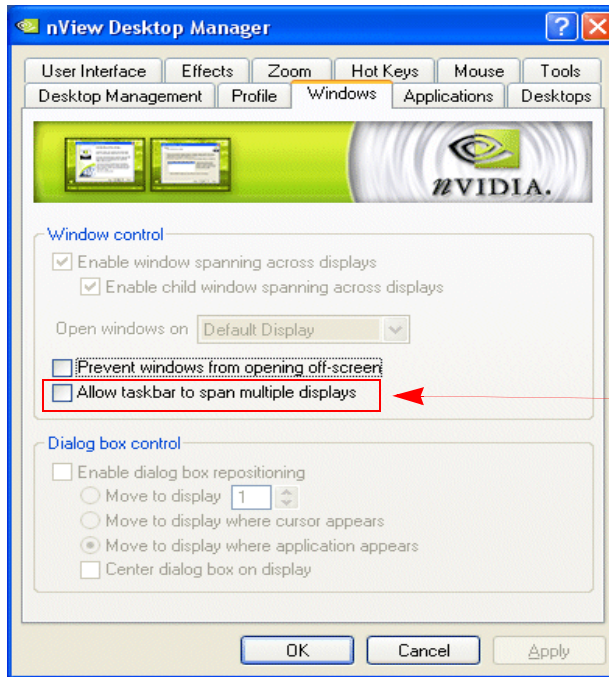 nView Desktop Manager
User Interface Effects Zoom Hot Keys Mouse Tools
Desktop Management Profile Windows Applications Desktops
nVIDIA.
Window control
Enable window spanning across displays
Enable child window spanning across displays
Open windows on Default Display
Prevent windows from opening off-screen
Allow taskbar to span multiple displays
Dialog box control
Enable dialog box repositioning
Move to display 1
Move to display where cursor appears
Move to display where application appears
Center dialog box on display
OK Cancel Apply